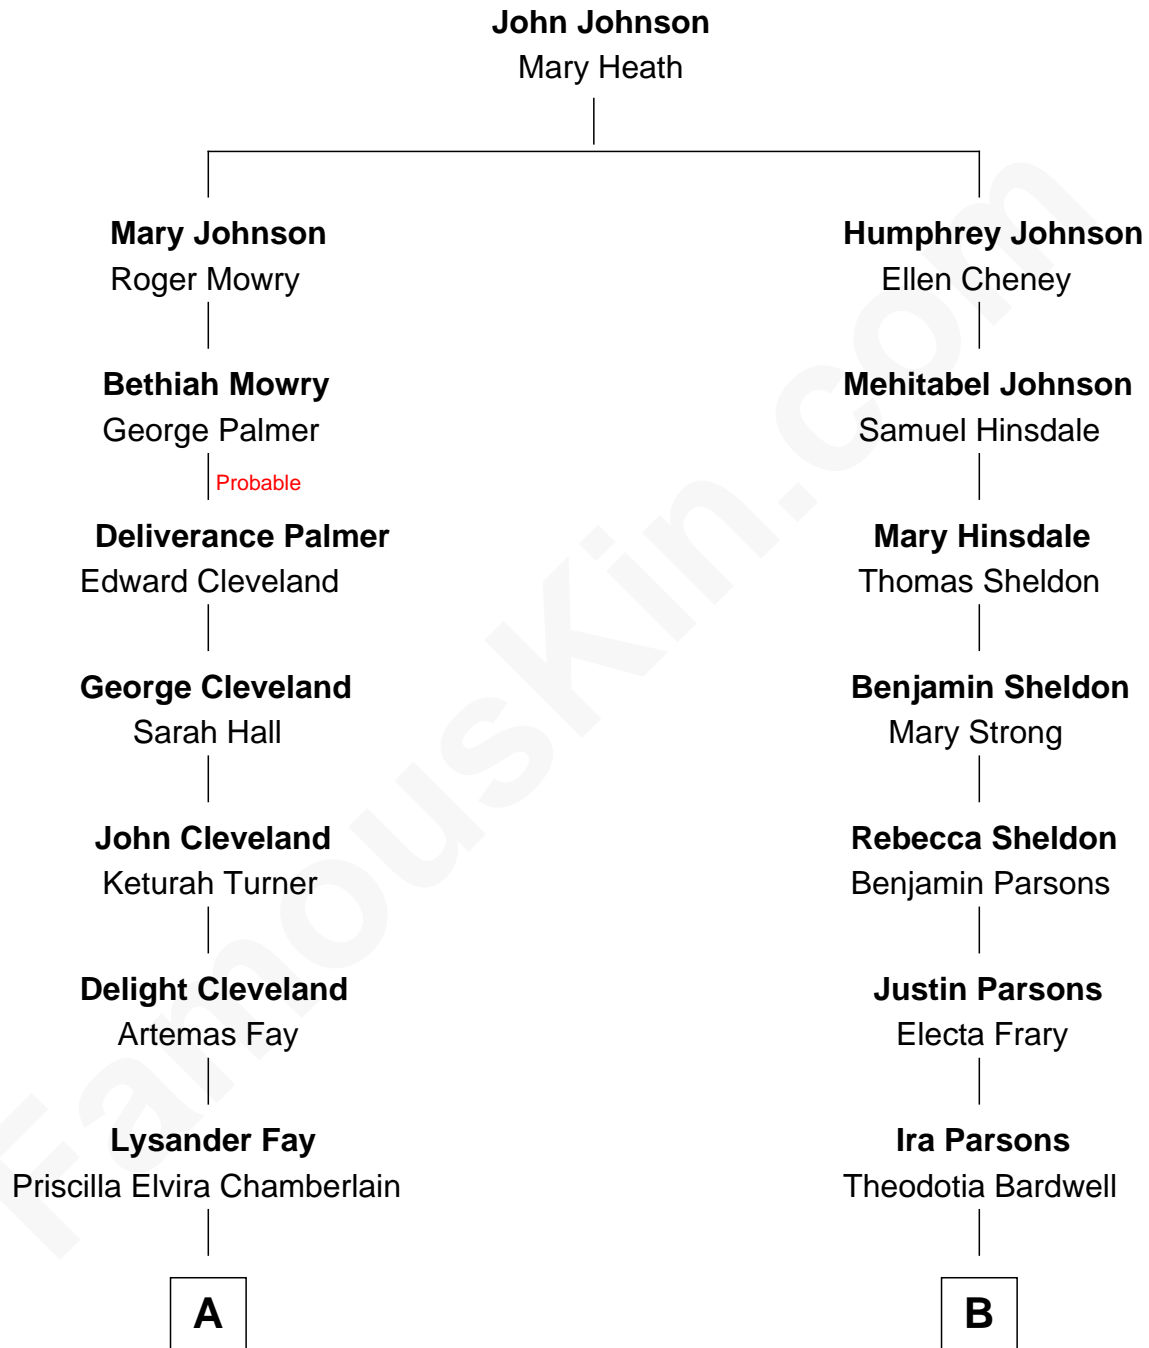 John Johnson
Mary Heath
Mary Johnson
Roger Mowry
Bethiah Mowry
George Palmer
Probable
Deliverance Palmer
Edward Cleveland
George Cleveland
Sarah Hall
John Cleveland
Keturah Turner
Delight Cleveland
Artemas Fay
Lysander Fay
Priscilla Elvira Chamberlain
A
Humphrey Johnson
Ellen Cheney
Mehitabel Johnson
Samuel Hinsdale
Mary Hinsdale
Thomas Sheldon
Benjamin Sheldon
Mary Strong
Rebecca Sheldon
Benjamin Parsons
Justin Parsons
Electa Frary
Ira Parsons
Theodotia Bardwell
B
FamousKin.com